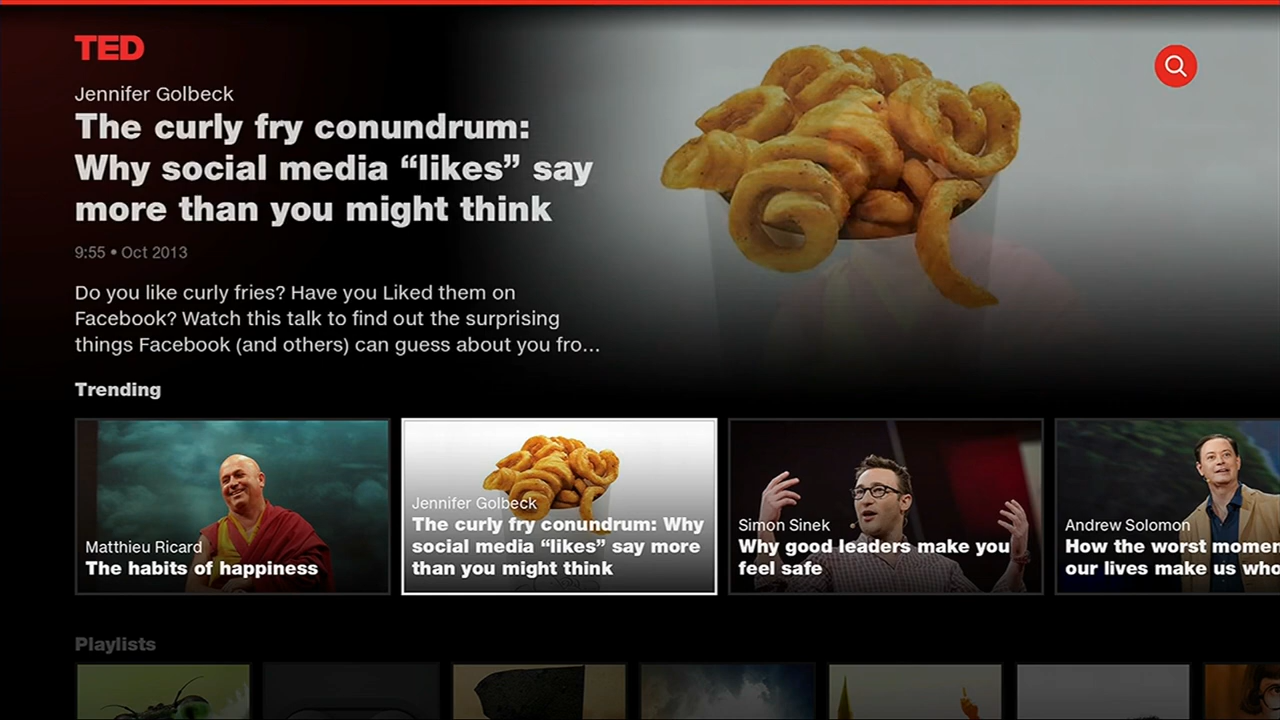 TED
Jennifer Golbeck
The curly fry conundrum:
Why social media “likes” say
more than you might think
9:55 • Oct 2013
Do you like curly fries? Have you Liked them on
Facebook? Watch this talk to find out the surprising
things Facebook (and others) can guess about you fro...
Trending
Matthieu Ricard
The habits of happiness
Jennifer Golbeck
The curly fry conundrum: Why
social media “likes” say more
than you might think
Simon Sinek
Why good leaders make you
feel safe
Andrew Solomon
How the worst momen
our lives make us who
Playlists